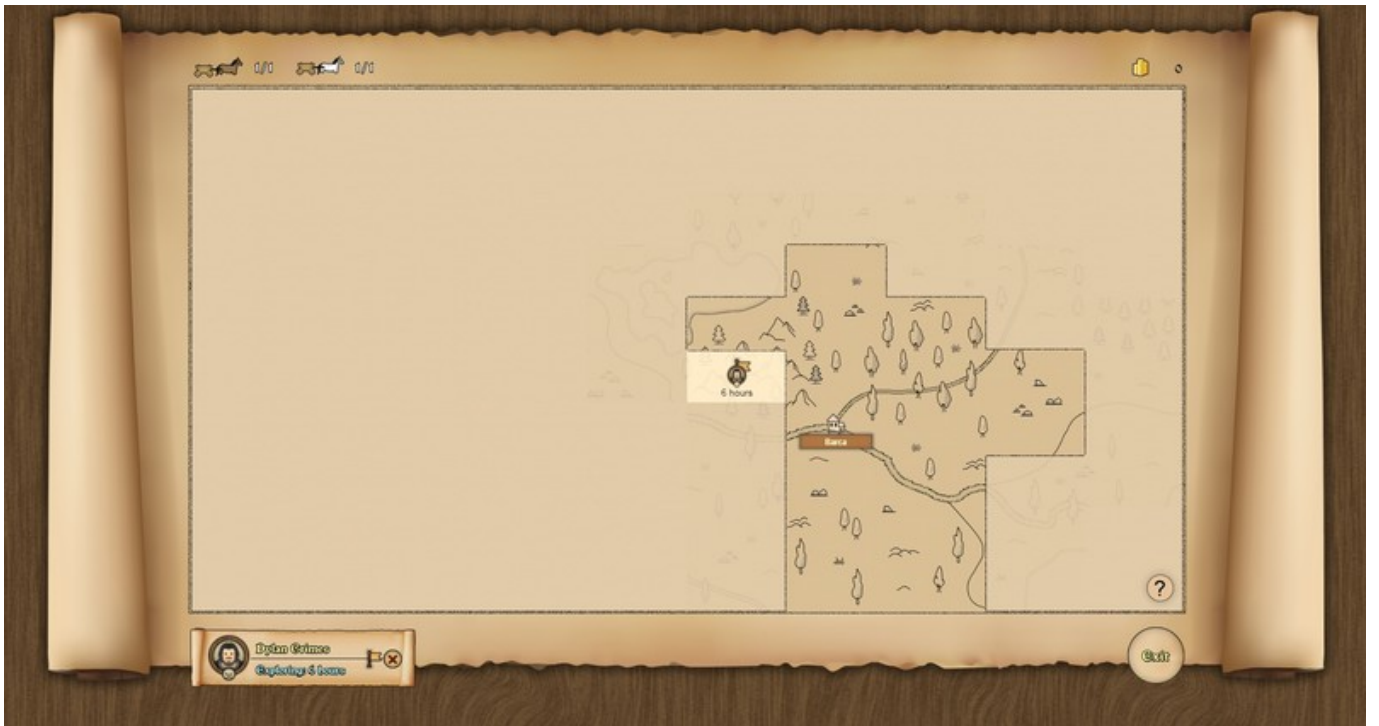 1/1 1/1 0
6 hours
Barca
?
Dylan Grimes
Exploring: 6 hours
Exit